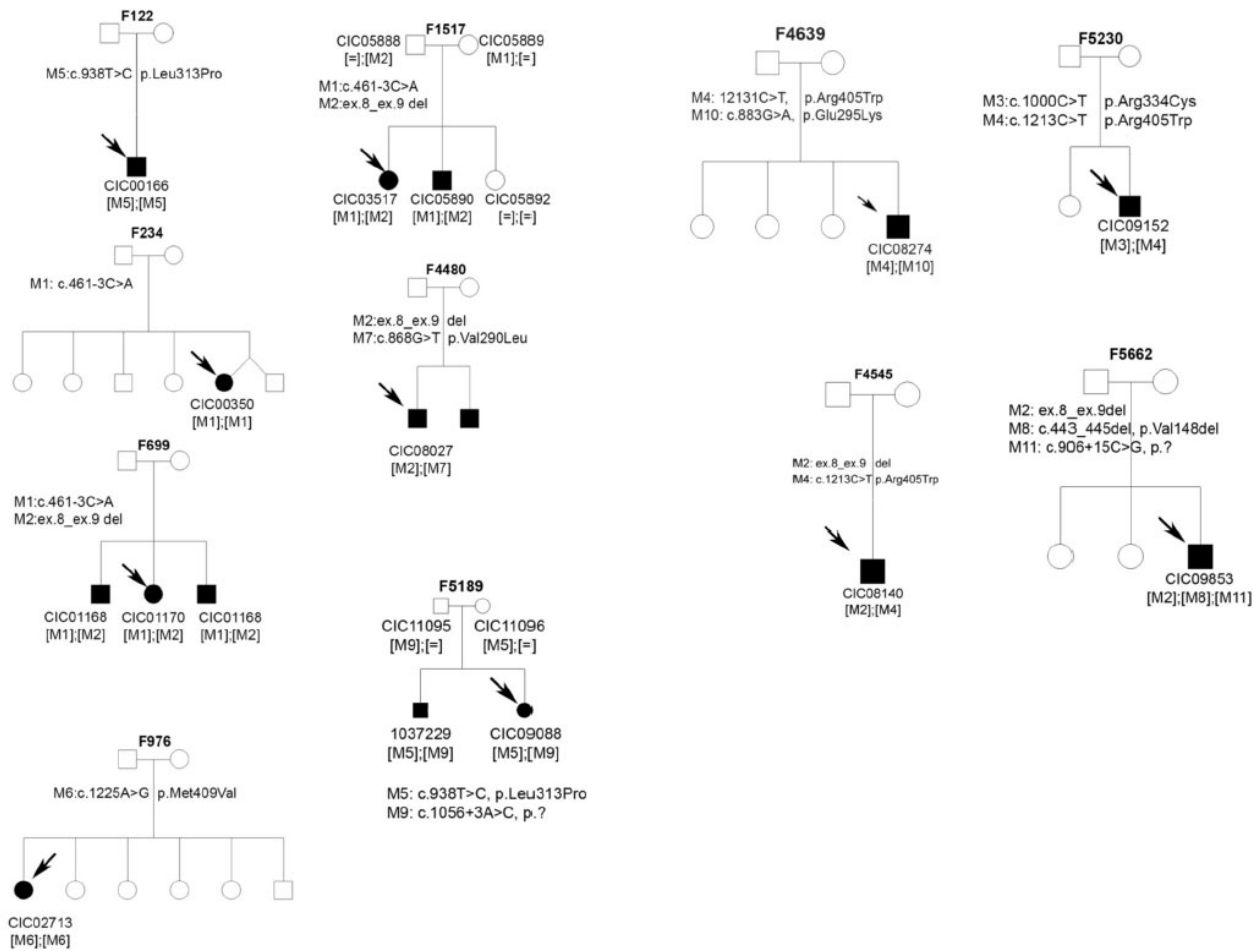 F122
M5:c.938T>C p.Leu313Pro
CIC00166
[M5];[M5]
F234
M1: c.461-3C>A
CIC00350
[M1];[M1]
F699
M1:c.461-3C>A
M2:ex.8_ex.9 del
CIC01168 CIC01170 CIC01168
[M1];[M2] [M1];[M2] [M1];[M2]
F976
M6:c.1225A>G p.Met409Val
CIC02713
[M6];[M6]
F1517
CIC05888 CIC05889
[=];[M2] [M1];[=]
M1:c.461-3C>A
M2:ex.8_ex.9 del
CIC03517 CIC05890 CIC05892
[M1];[M2] [M1];[M2] [=];[=]
F4480
M2:ex.8_ex.9 del
M7:c.868G>T p.Val290Leu
CIC08027
[M2];[M7]
F5189
CIC11095 CIC11096
[M9];[=] [M5];[=]
1037229 CIC09088
[M5];[M9] [M5];[M9]
M5: c.938T>C, p.Leu313Pro
M9: c.1056+3A>C, p.?
F4639
M4: 12131C>T, p.Arg405Trp
M10: c.883G>A, p.Glu295Lys
CIC08274
[M4];[M10]
F4545
M2: ex.8_ex.9 del
M4: c.1213C>T p.Arg405Trp
CIC08140
[M2];[M4]
F5230
M3:c.1000C>T p.Arg334Cys
M4:c.1213C>T p.Arg405Trp
CIC09152
[M3];[M4]
F5662
M2: ex.8_ex.9del
M8: c.443_445del, p.Val148del
M11: c.906+15C>G, p.?
CIC09853
[M2];[M8];[M11]